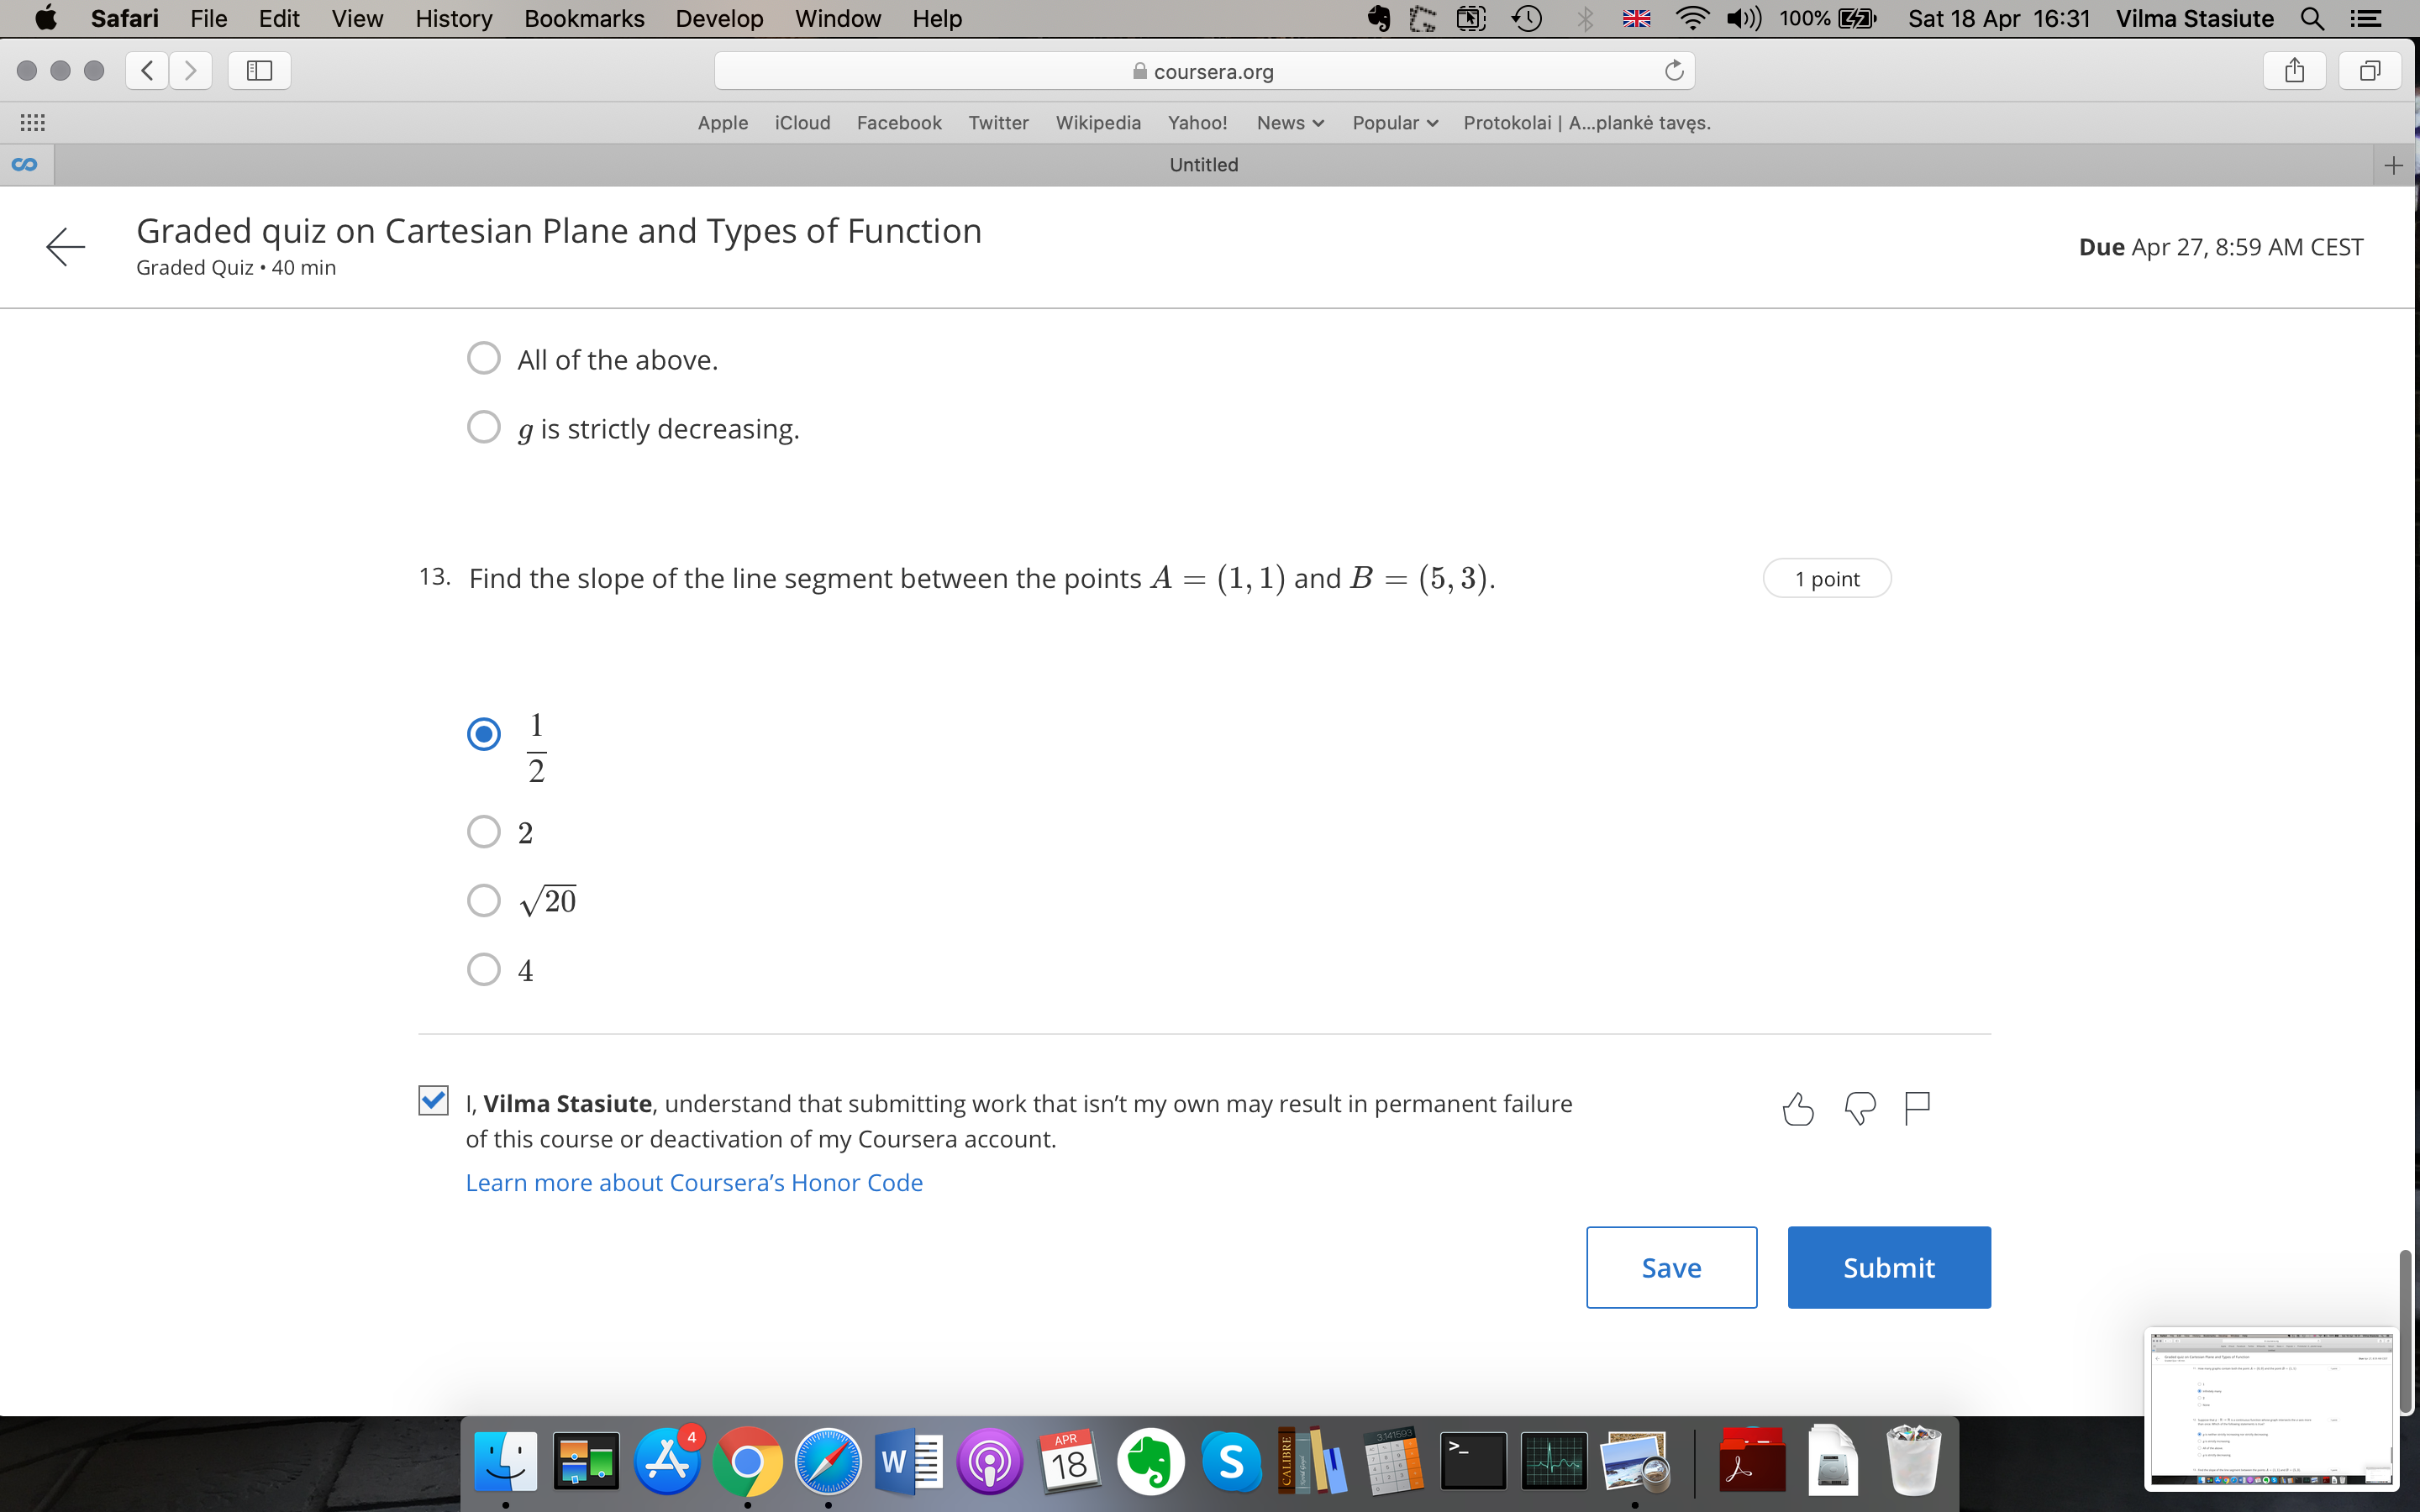 Safari File Edit View History Bookmarks Develop Window Help 100% Sat 18 Apr 16:31 Vilma Stasiute
coursera.org
Apple iCloud Facebook Twitter Wikipedia Yahoo! News Popular Protokolai | A...plankė tavęs.
Untitled
Graded quiz on Cartesian Plane and Types of Function
Graded Quiz • 40 min
Due Apr 27, 8:59 AM CEST
All of the above.
g is strictly decreasing.
13. Find the slope of the line segment between the points A = (1, 1) and B = (5, 3).
1 point
1
2
2
√20
4
I, Vilma Stasiute, understand that submitting work that isn't my own may result in permanent failure
of this course or deactivation of my Coursera account.
Learn more about Coursera's Honor Code
Save Submit
4
W
APR
18
S
CALIBRE
3.141593
>_